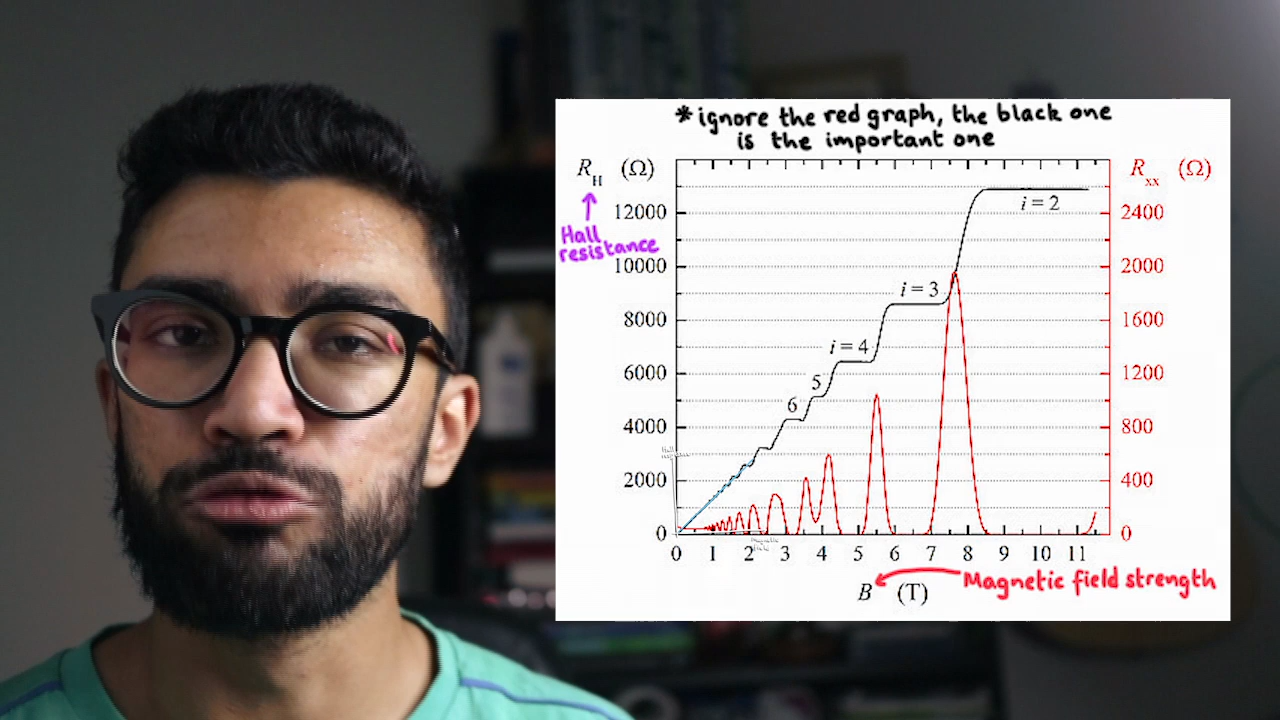 *ignore the red graph, the black one
is the important one
R_H (Ω)
R_xx (Ω)
Hall
resistance
12000
10000
8000
6000
4000
2000
0
2400
2000
1600
1200
800
400
0
i = 2
i = 3
i = 4
5
6
0 1 2 3 4 5 6 7 8 9 10 11
B (T)
Magnetic field strength